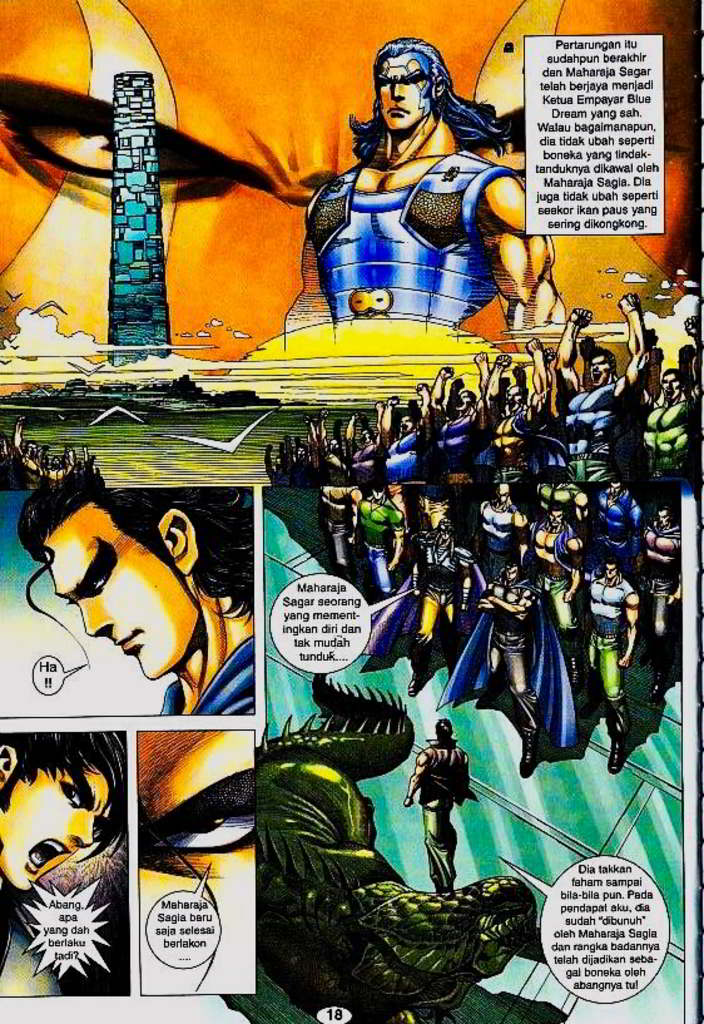 Pertarungan itu
sudahpun berakhir
dan Maharaja Sagar
telah berjaya menjadi
Ketua Empayar Blue
Dream yang sah.
Walau bagaimanapun,
dia tidak ubah seperti
boneka yang tindak-
tanduknya dikawal oleh
Maharaja Sagia. Dia
juga tidak ubah seperti
seekor ikan paus yang
sering dikongkong.
Ha
!!
Maharaja
Sagar seorang
yang mement-
ingkan diri dan
tak mahu
tunduk....
Abang,
apa
yang dah
berlaku
tadi?
Maharaja
Sagia baru
saja selesai
berlakon
....
Dia takkan
faham sampai
bila-bila pun. Pada
pendapat aku, dia
sudah "dibunuh"
oleh Maharaja Sagia
dan rangka badannya
dijadikan seba-
gai boneka oleh
abangnya tu!
18